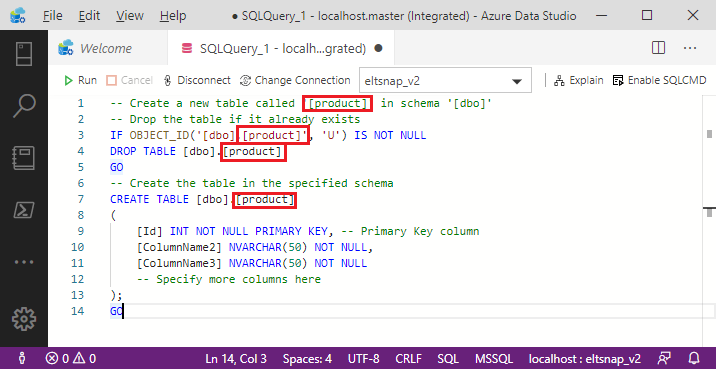 File Edit View Help ● SQLQuery_1 - localhost.master (Integrated) - Azure Data Studio
Welcome SQLQuery_1 - localh...grated) ●
Run Cancel Disconnect Change Connection eltsnap_v2 Explain Enable SQLCMD
1 -- Create a new table called '[product]' in schema '[dbo]'
2 -- Drop the table if it already exists
3 IF OBJECT_ID('[dbo].[product]', 'U') IS NOT NULL
4 DROP TABLE [dbo].[product]
5 GO
6 -- Create the table in the specified schema
7 CREATE TABLE [dbo].[product]
8 (
9 [Id] INT NOT NULL PRIMARY KEY, -- Primary Key column
10 [ColumnName2] NVARCHAR(50) NOT NULL,
11 [ColumnName3] NVARCHAR(50) NOT NULL
12 -- Specify more columns here
13 );
14 GO
0 0 Ln 14, Col 3 Spaces: 4 UTF-8 CRLF SQL MSSQL localhost : eltsnap_v2